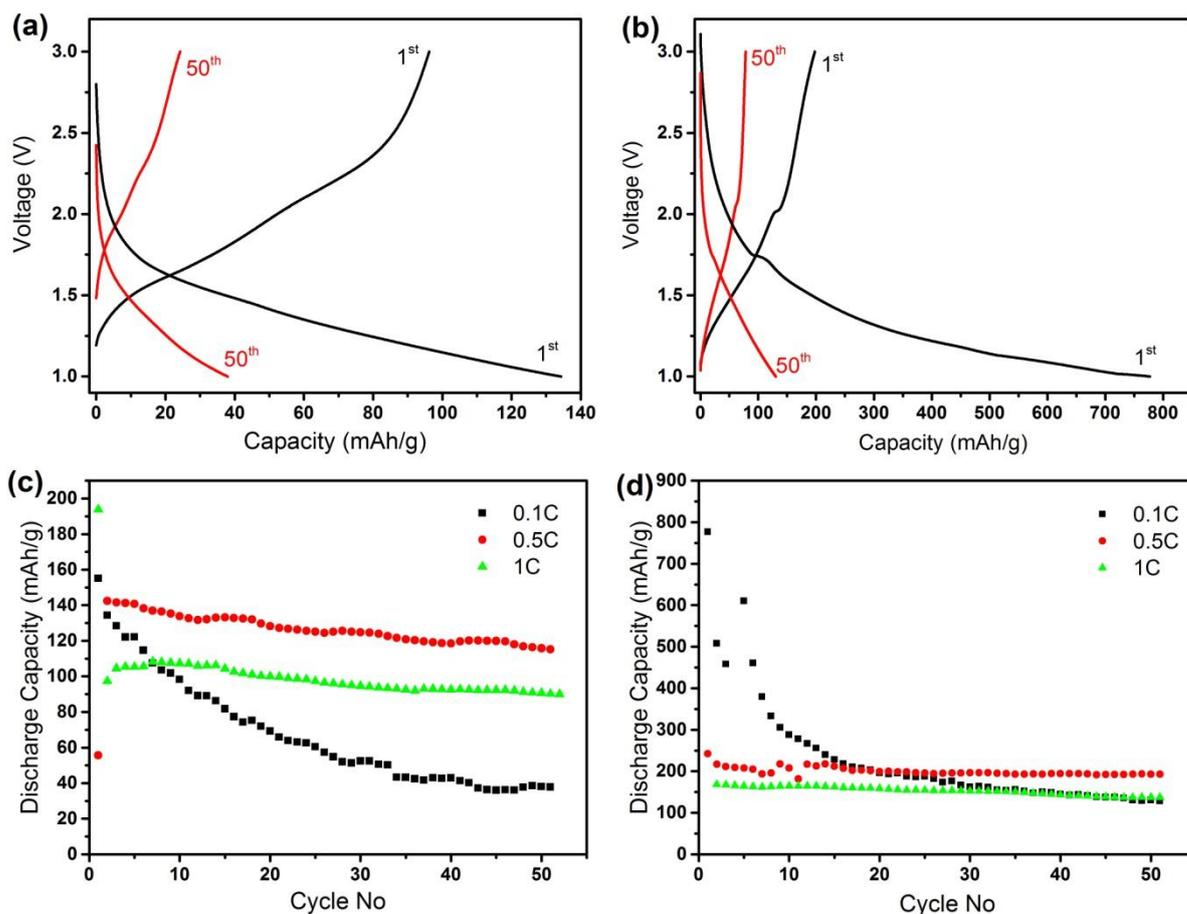 (a)
3.0
2.5
2.0
1.5
1.0
Voltage (V)
50th
1st
50th
1st
0 20 40 60 80 100 120 140
Capacity (mAh/g)
(b)
3.0
2.5
2.0
1.5
1.0
Voltage (V)
50th
1st
50th
1st
0 100 200 300 400 500 600 700 800
Capacity (mAh/g)
(c)
200
180
160
140
120
100
80
60
40
20
0
Discharge Capacity (mAh/g)
0.1C
0.5C
1C
0 10 20 30 40 50
Cycle No
(d)
900
800
700
600
500
400
300
200
100
0
Discharge Capacity (mAh/g)
0.1C
0.5C
1C
0 10 20 30 40 50
Cycle No